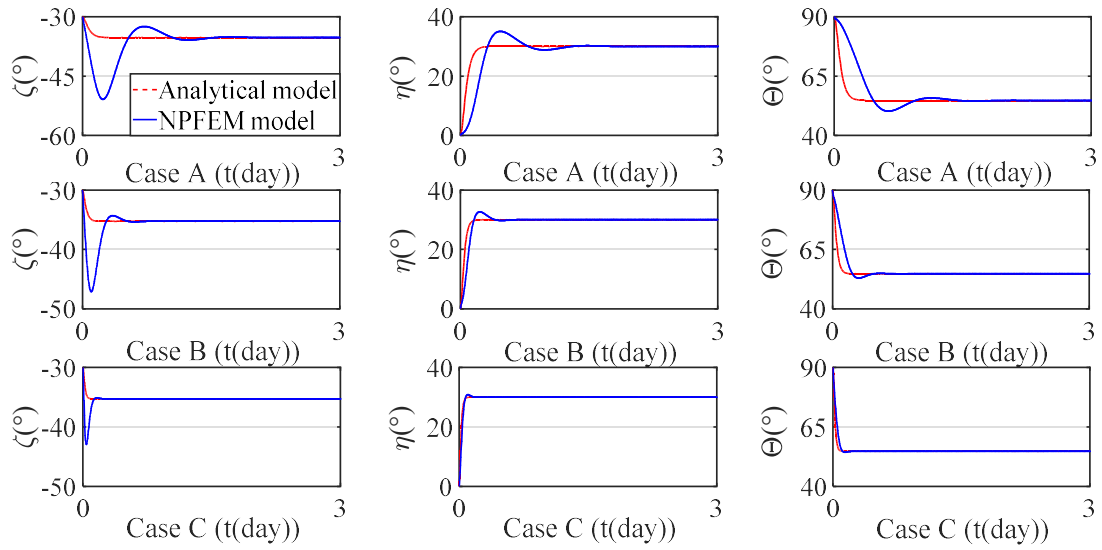 -30
-45
-60
ζ(°)
Analytical model
NPFEM model
0
3
Case A (t(day))
40
20
0
η(°)
0
3
Case A (t(day))
90
65
40
Θ(°)
0
3
Case A (t(day))
-30
-40
-50
ζ(°)
0
3
Case B (t(day))
40
20
0
η(°)
0
3
Case B (t(day))
90
65
40
Θ(°)
0
3
Case B (t(day))
-30
-40
-50
ζ(°)
0
3
Case C (t(day))
40
20
0
η(°)
0
3
Case C (t(day))
90
65
40
Θ(°)
0
3
Case C (t(day))